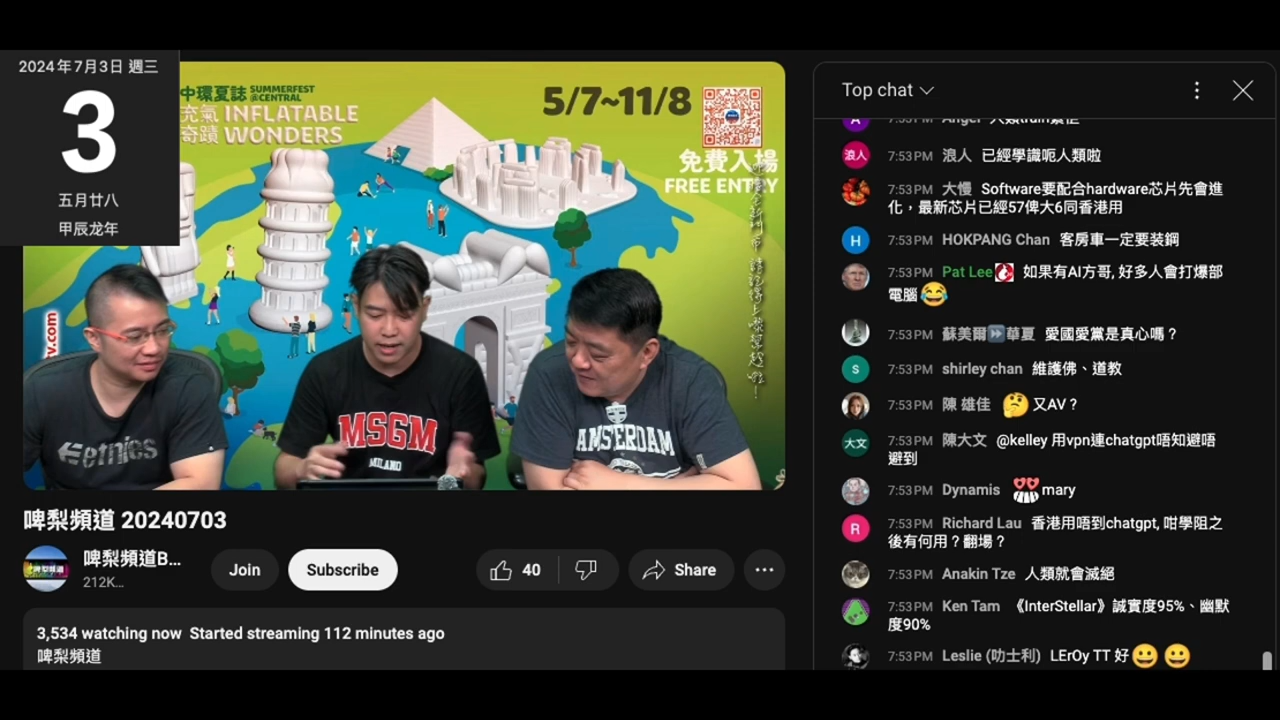 2024年7月3日 週三
3
五月廿八
甲辰龙年
中環夏誌 SUMMERFEST @CENTRAL
充氣 INFLATABLE
奇蹟 WONDERS
5/7~11/8
免費入場
FREE ENTRY
v.com
etnies
MSGM
MILANO
AMSTERDAM
啤梨頻道 20240703
啤梨頻道B...
212K...
Join
Subscribe
40
Share
3,534 watching now Started streaming 112 minutes ago
啤梨頻道
Top chat
7:53 PM 浪人 已經學識呃人類啦
7:53 PM 大慢 Software要配合hardware芯片先會進
化，最新芯片已經57俾大6同香港用
7:53 PM HOKPANG Chan 客房車一定要装鋼
7:53 PM Pat Lee 如果有AI方哥, 好多人會打爆部
電腦😂
7:53 PM 蘇美爾⏩華夏 愛國愛黨是真心嗎？
7:53 PM shirley chan 維護佛、道教
7:53 PM 陳 雄佳 🤔又AV？
7:53 PM 陳大文 @kelley 用vpn連chatgpt唔知避唔
避到
7:53 PM Dynamis mary
7:53 PM Richard Lau 香港用唔到chatgpt, 咁學阻之
後有何用？翻場？
7:53 PM Anakin Tze 人類就會滅絕
7:53 PM Ken Tam 《InterStellar》誠實度95%、幽默
度90%
7:53 PM Leslie (叻士利) LErOy TT 好😀 😀